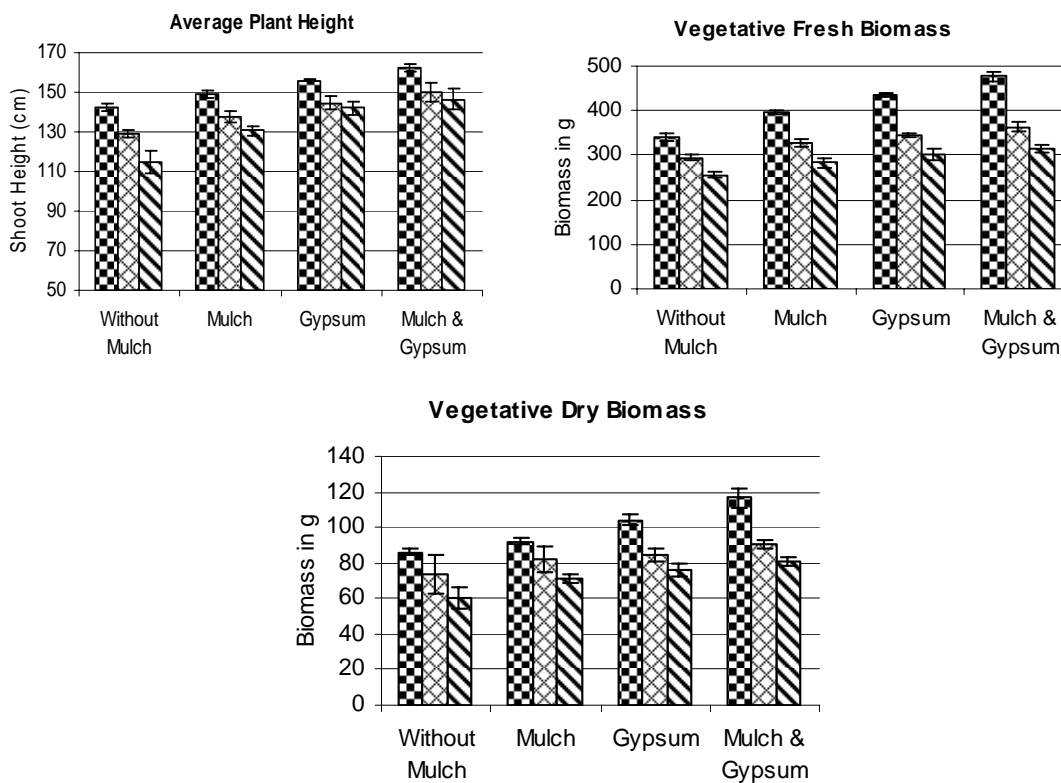 Average Plant Height
Shoot Height (cm)
170
150
130
110
90
70
50
Without
Mulch
Mulch
Gypsum
Mulch &
Gypsum
Vegetative Fresh Biomass
Biomass in g
500
400
300
200
100
0
Without
Mulch
Mulch
Gypsum
Mulch &
Gypsum
Vegetative Dry Biomass
Biomass in g
140
120
100
80
60
40
20
0
Without
Mulch
Mulch
Gypsum
Mulch &
Gypsum